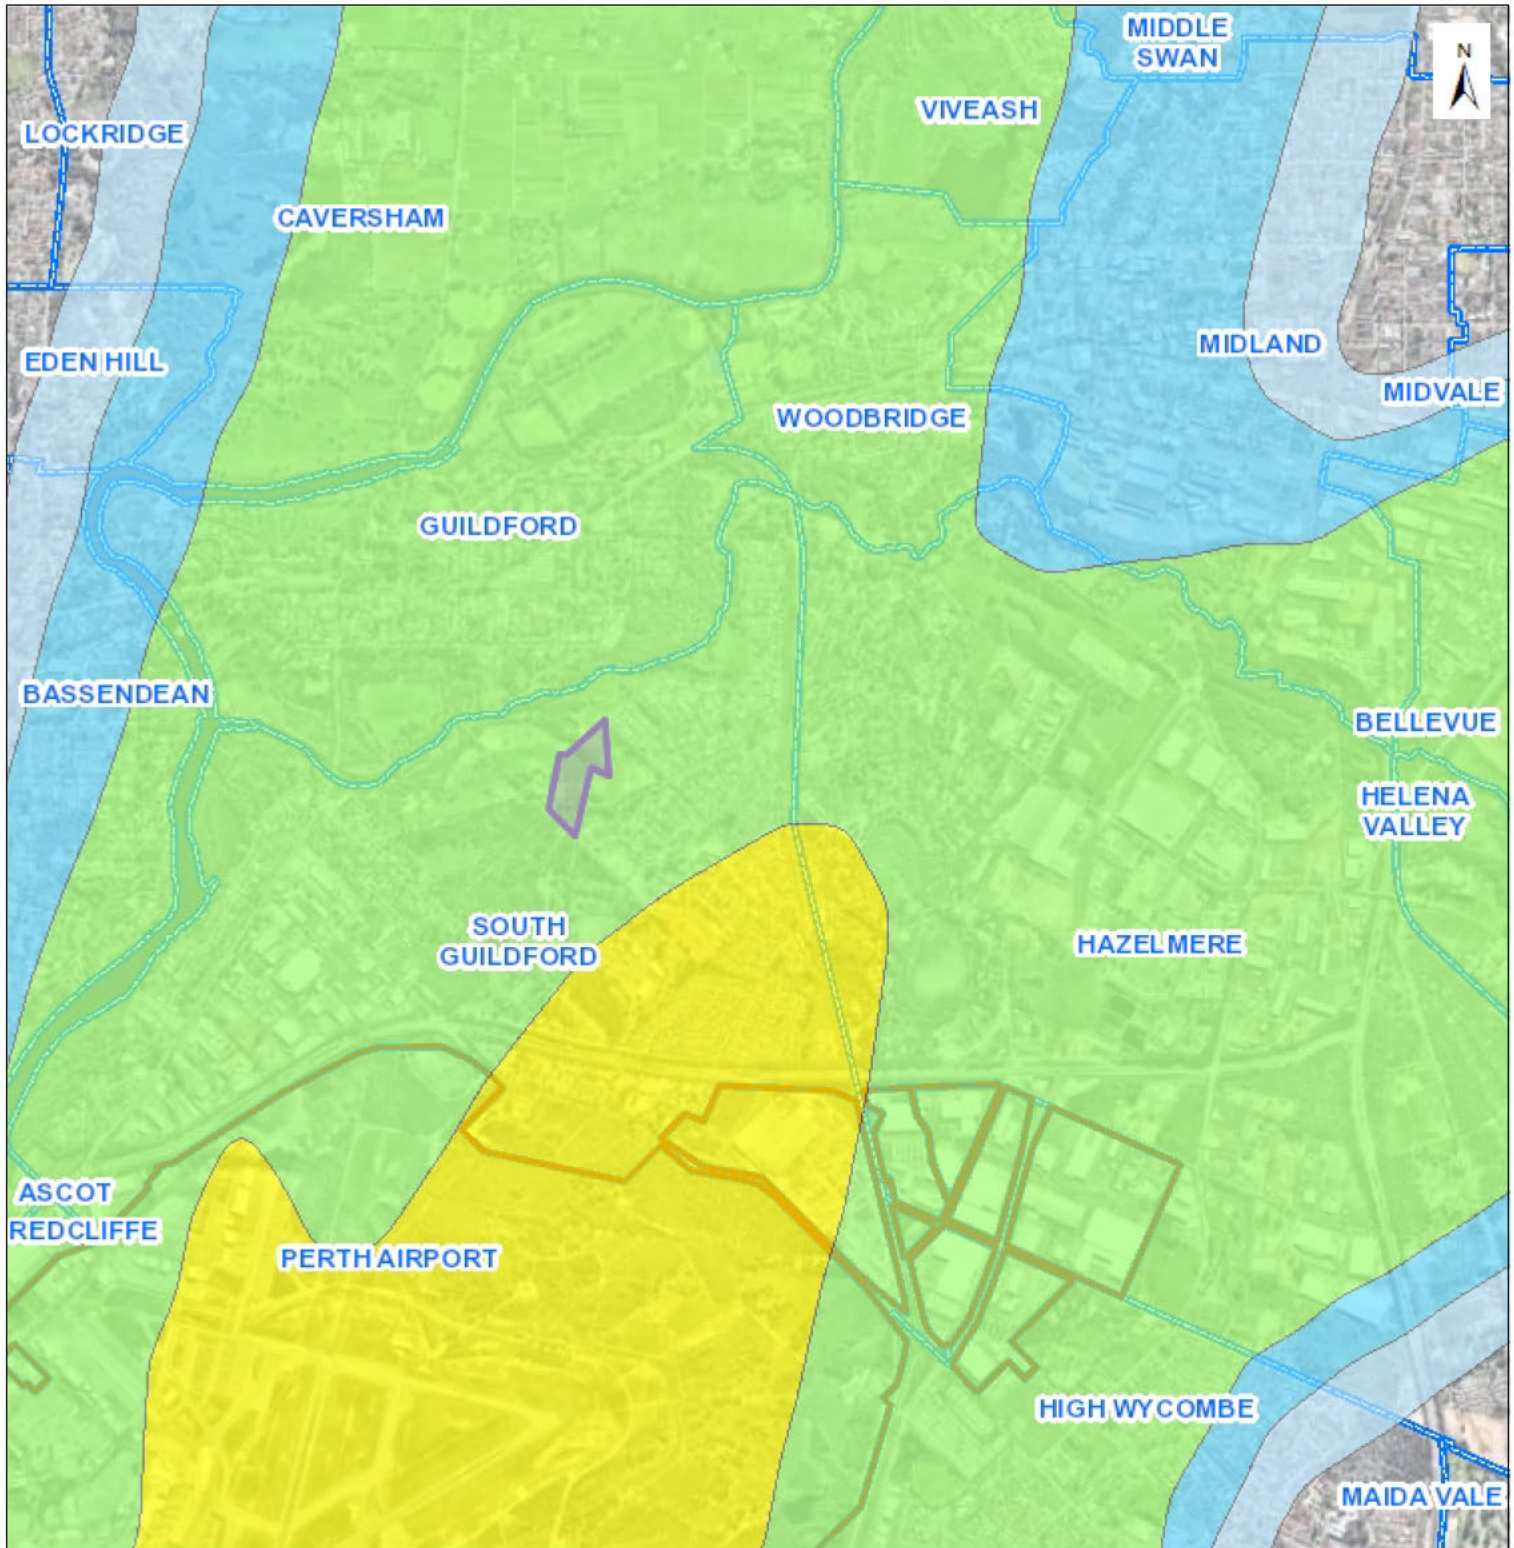 MIDDLE
SWAN
N
VIVEASH
LOCKRIDGE
CAVERSHAM
MIDLAND
EDEN HILL
MIDVALE
WOODBRIDGE
GUILDFORD
BASSENDEAN
BELLEVUE
HELENA
VALLEY
SOUTH
GUILDFORD
HAZELMERE
ASCOT
REDCLIFFE
PERTH AIRPORT
HIGH WYCOMBE
MAIDA VALE